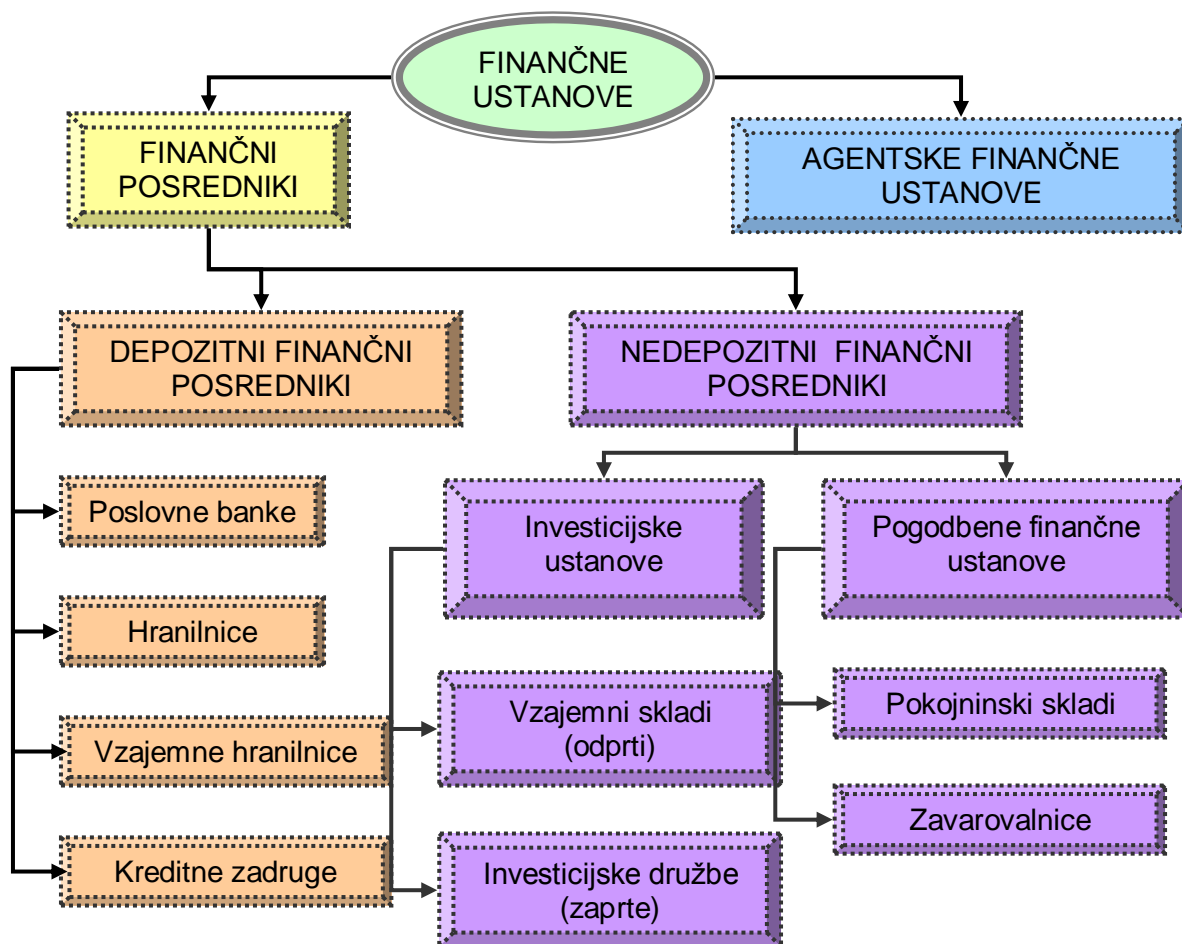 FINANČNE
USTANOVE
FINANČNI
POSREDNIKI
AGENTSKE FINANČNE
USTANOVE
DEPOZITNI FINANČNI
POSREDNIKI
NEDEPOZITNI  FINANČNI
POSREDNIKI
Poslovne banke
Hranilnice
Vzajemne hranilnice
Kreditne zadruge
Investicijske
ustanove
Vzajemni skladi
(odprti)
Investicijske družbe
(zaprte)
Pogodbene finančne
ustanove
Pokojninski skladi
Zavarovalnice